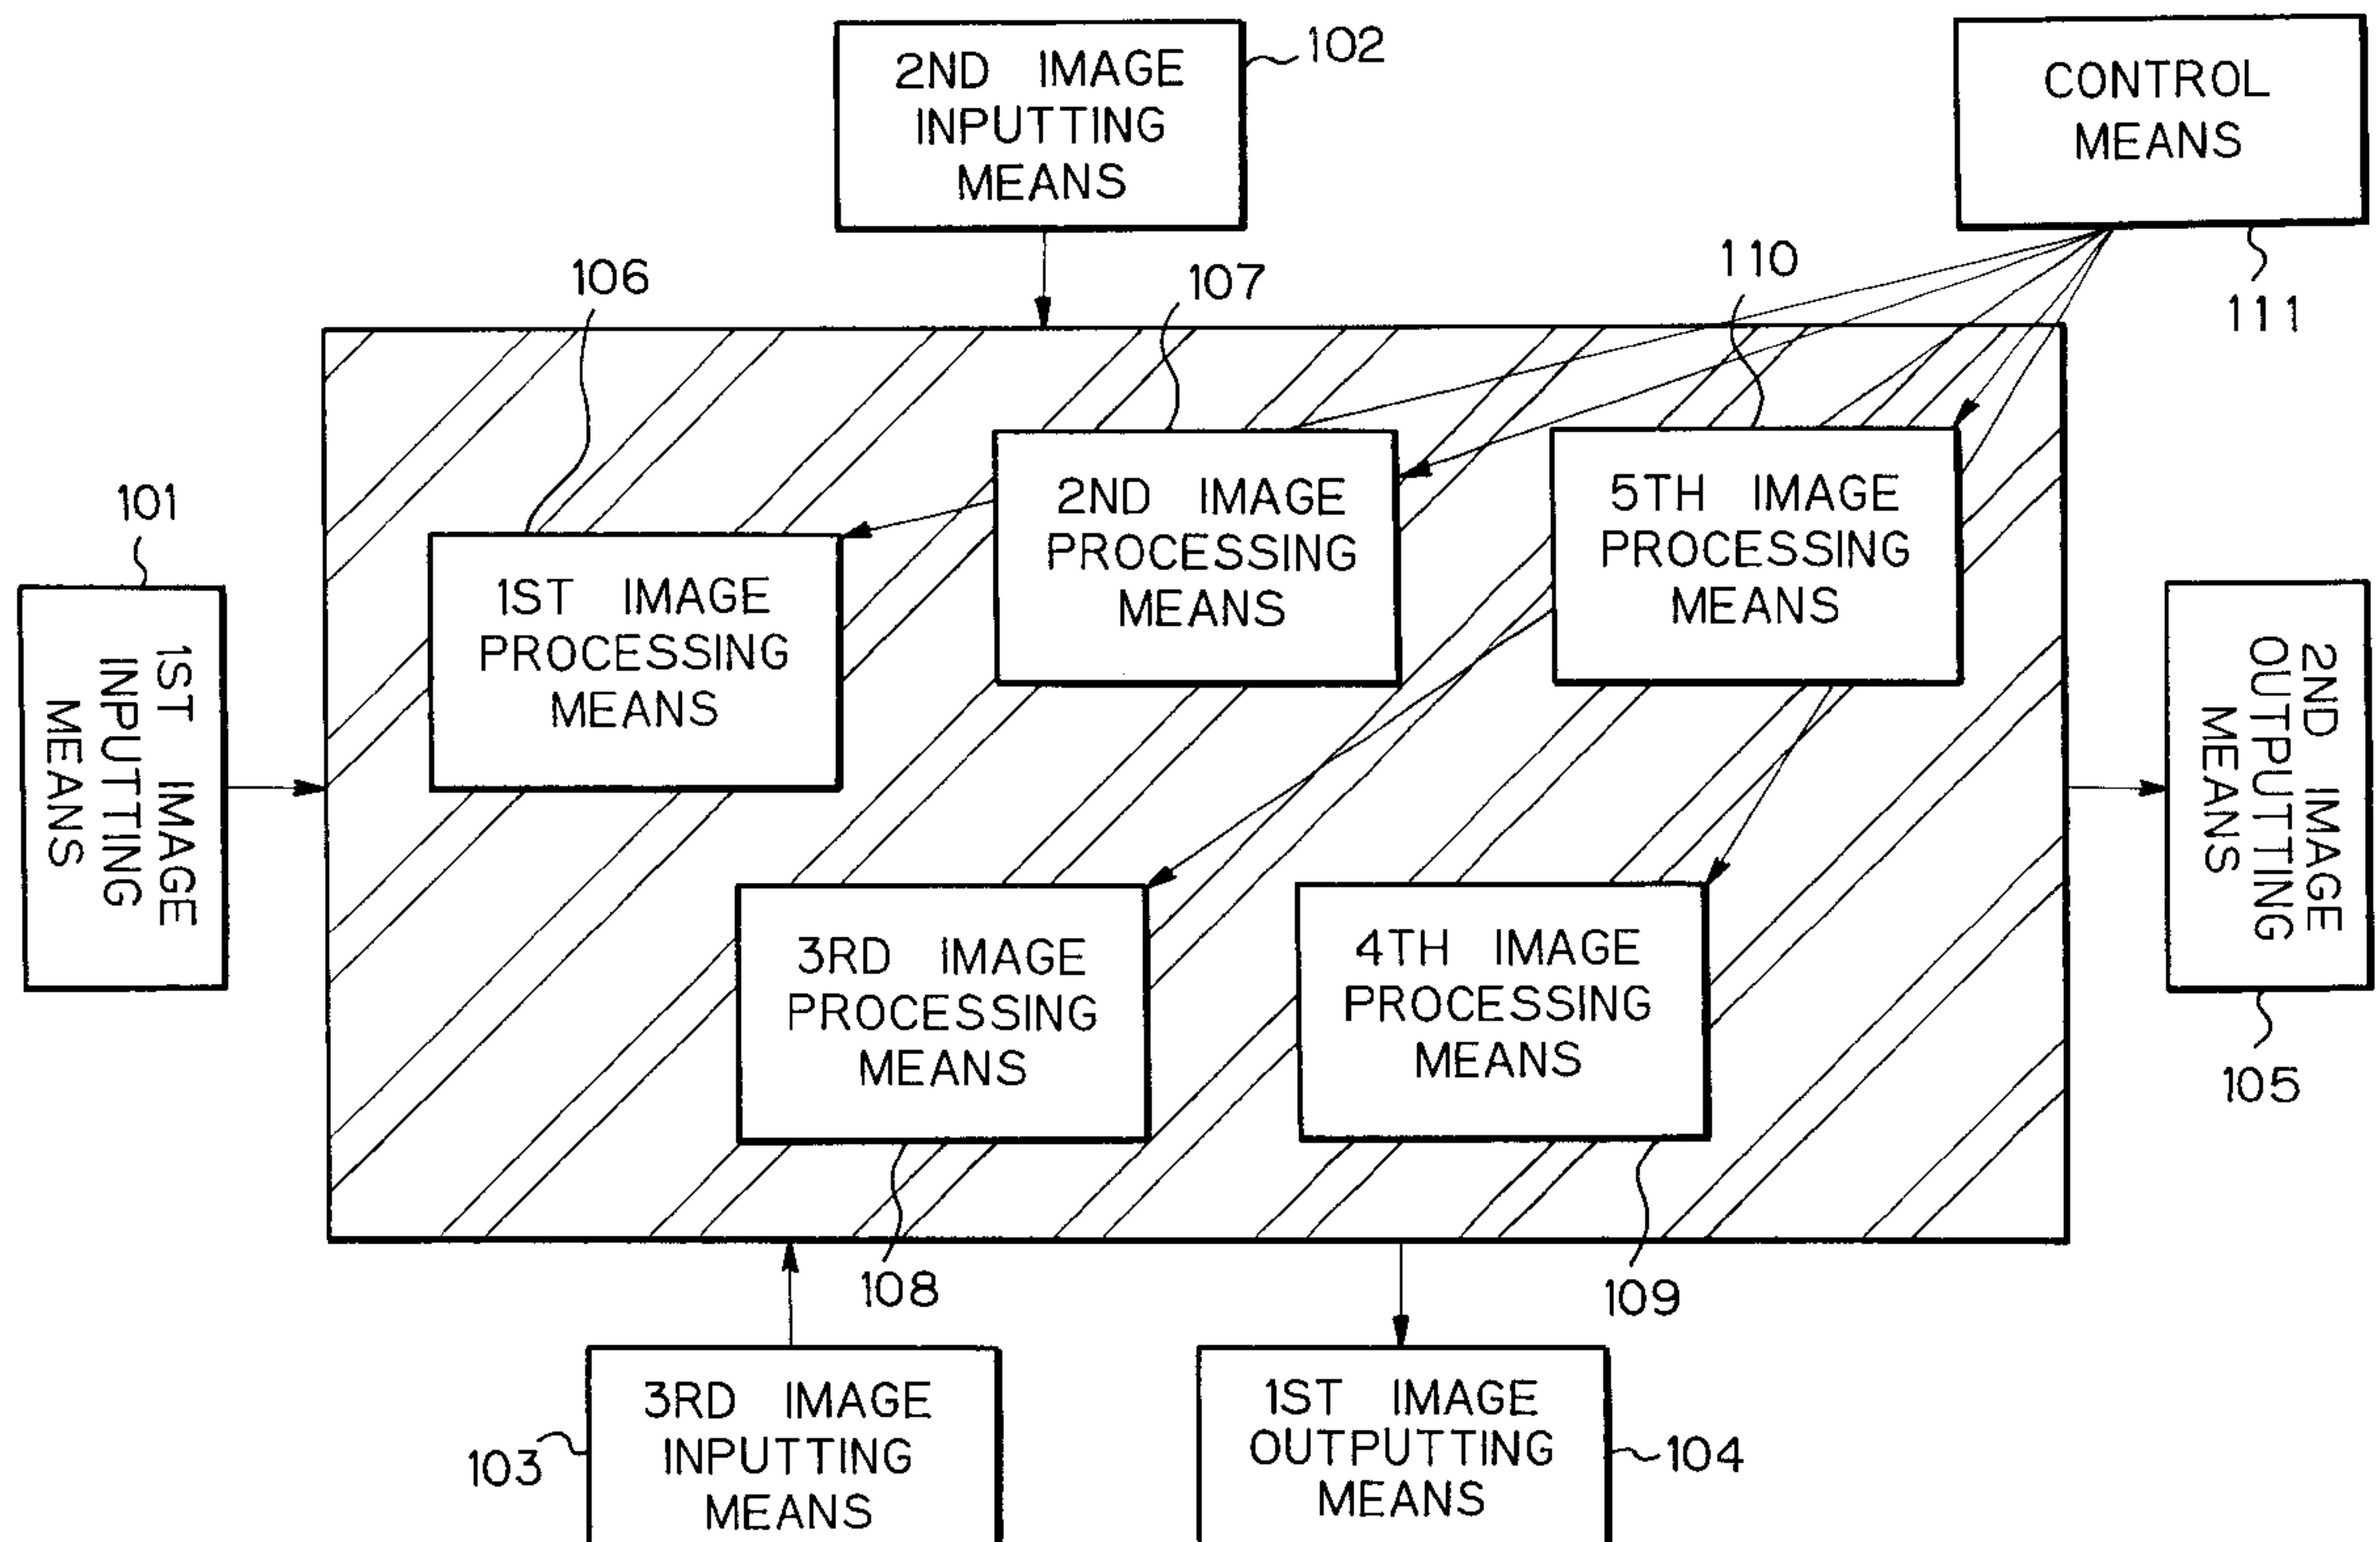 2ND IMAGE
INPUTTING
MEANS
102
CONTROL
MEANS
111
106
107
110
101
1ST IMAGE
INPUTTING
MEANS
1ST IMAGE
PROCESSING
MEANS
2ND IMAGE
PROCESSING
MEANS
5TH IMAGE
PROCESSING
MEANS
2ND IMAGE
OUTPUTTING
MEANS
105
3RD IMAGE
PROCESSING
MEANS
4TH IMAGE
PROCESSING
MEANS
108
109
103
3RD IMAGE
INPUTTING
MEANS
1ST IMAGE
OUTPUTTING
MEANS
104